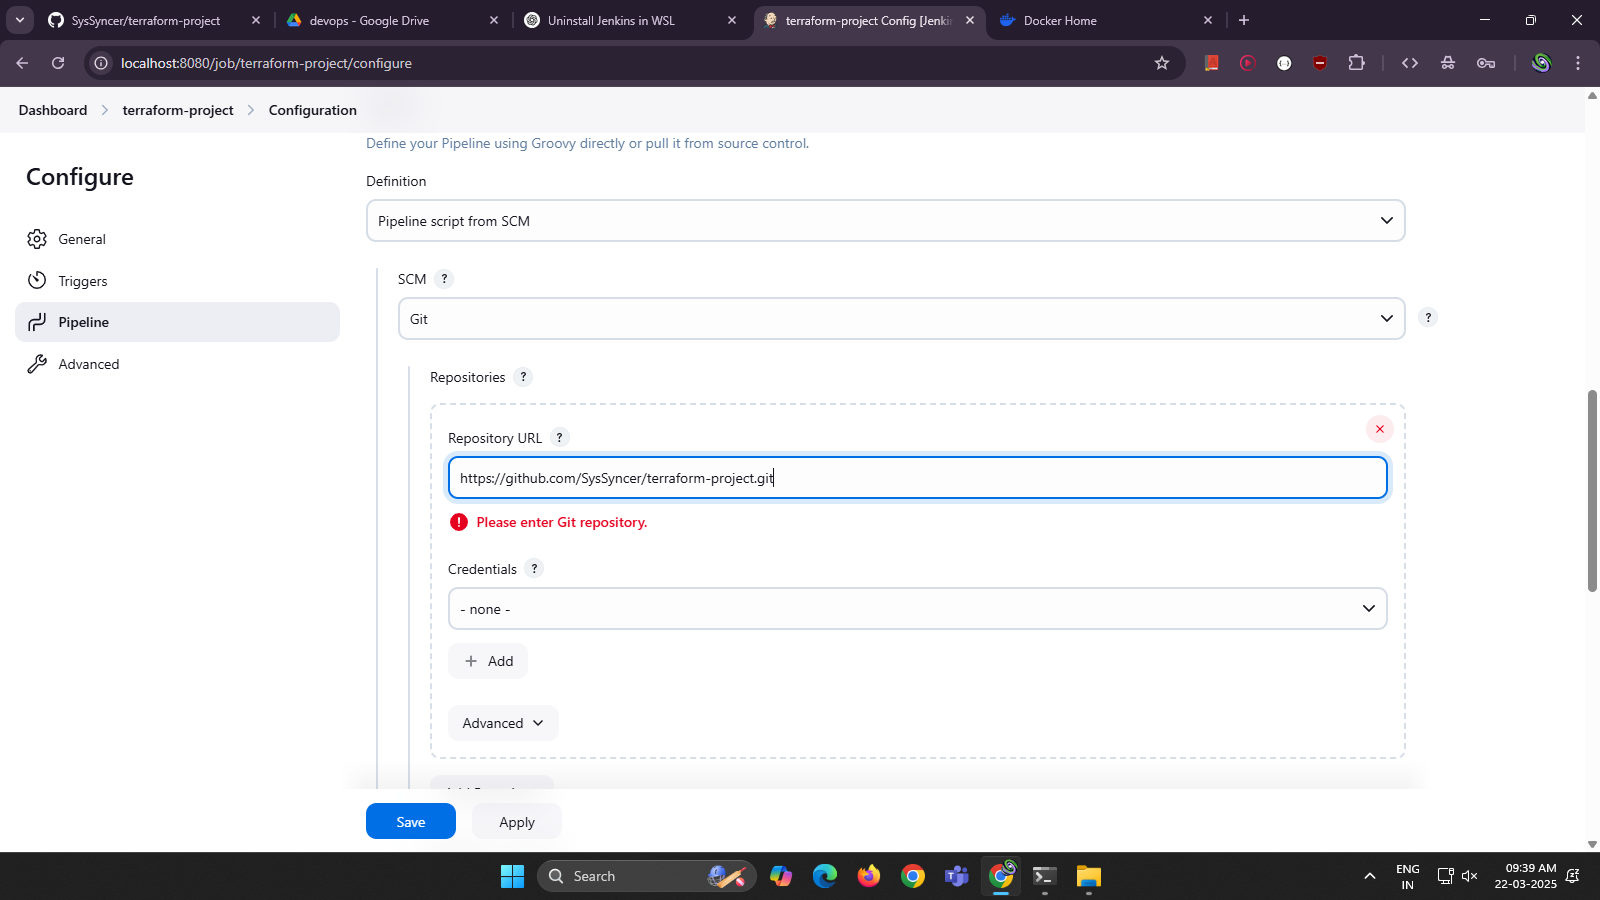 SysSyncer/terraform-project
devops - Google Drive
Uninstall Jenkins in WSL
terraform-project Config [Jenkin
Docker Home
localhost:8080/job/terraform-project/configure
Dashboard
terraform-project
Configuration
Configure
General
Triggers
Pipeline
Advanced
Define your Pipeline using Groovy directly or pull it from source control.
Definition
Pipeline script from SCM
SCM ?
Git
?
Repositories ?
Repository URL ?
https://github.com/SysSyncer/terraform-project.git
! Please enter Git repository.
Credentials ?
- none -
+ Add
Advanced
Save
Apply
Search
ENG
IN
09:39 AM
22-03-2025